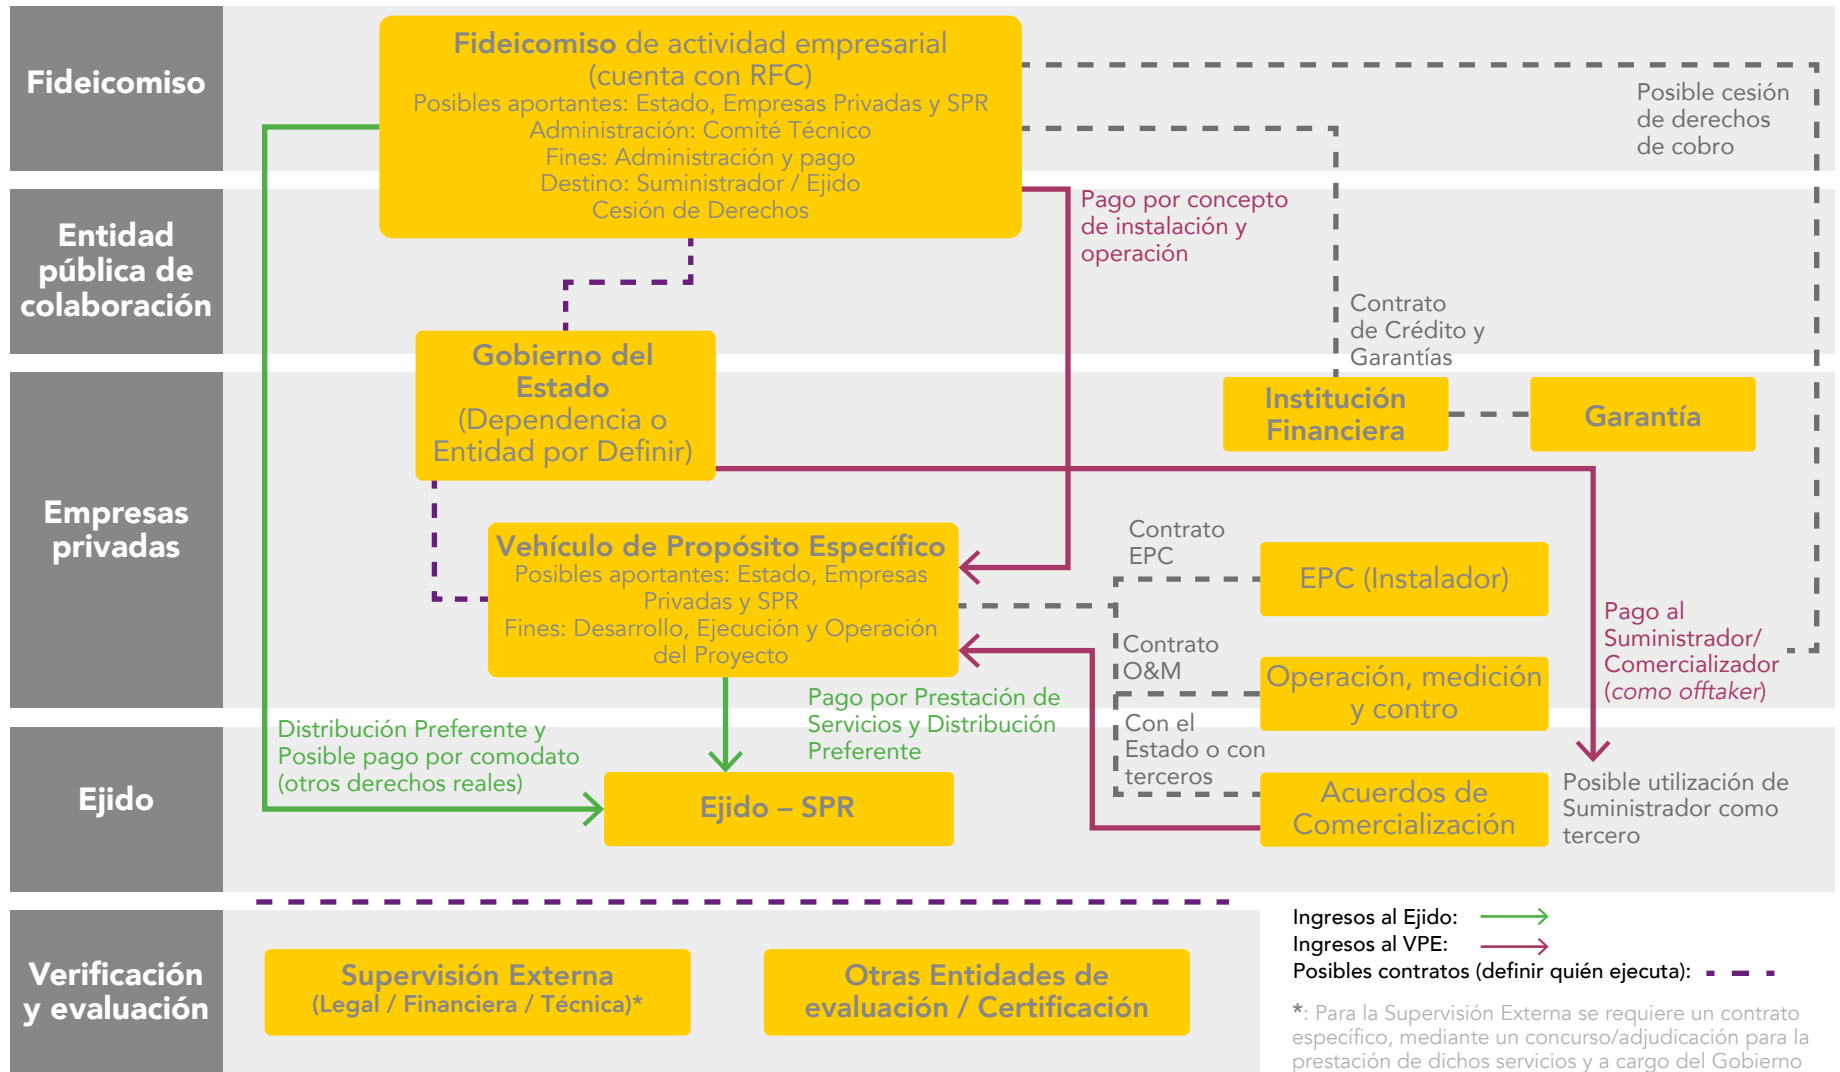 Fideicomiso
Fideicomiso de actividad empresarial
(cuenta con RFC)
Posibles aportantes: Estado, Empresas Privadas y SPR
Administración: Comité Técnico
Fines: Administración y pago
Destino: Suministrador / Ejido
Cesión de Derechos
Posible cesión
de derechos
de cobro
Entidad
pública de
colaboración
Pago por concepto
de instalación y
operación
Contrato
de Crédito y
Garantías
Gobierno del
Estado
(Dependencia o
Entidad por Definir)
Institución
Financiera
Garantía
Empresas
privadas
Vehículo de Propósito Específico
Posibles aportantes: Estado, Empresas
Privadas y SPR
Fines: Desarrollo, Ejecución y Operación
del Proyecto
Contrato
EPC
EPC (Instalador)
Contrato
O&M
Operación, medición
y contro
Pago al
Suministrador/
Comercializador
(como offtaker)
Distribución Preferente y
Posible pago por comodato
(otros derechos reales)
Pago por Prestación de
Servicios y Distribución
Preferente
Con el
Estado o con
terceros
Ejido
Ejido – SPR
Acuerdos de
Comercialización
Posible utilización de
Suministrador como
tercero
Verificación
y evaluación
Supervisión Externa
(Legal / Financiera / Técnica)*
Otras Entidades de
evaluación / Certificación
Ingresos al Ejido:
Ingresos al VPE:
Posibles contratos (definir quién ejecuta):
*: Para la Supervisión Externa se requiere un contrato
específico, mediante un concurso/adjudicación para la
prestación de dichos servicios y a cargo del Gobierno